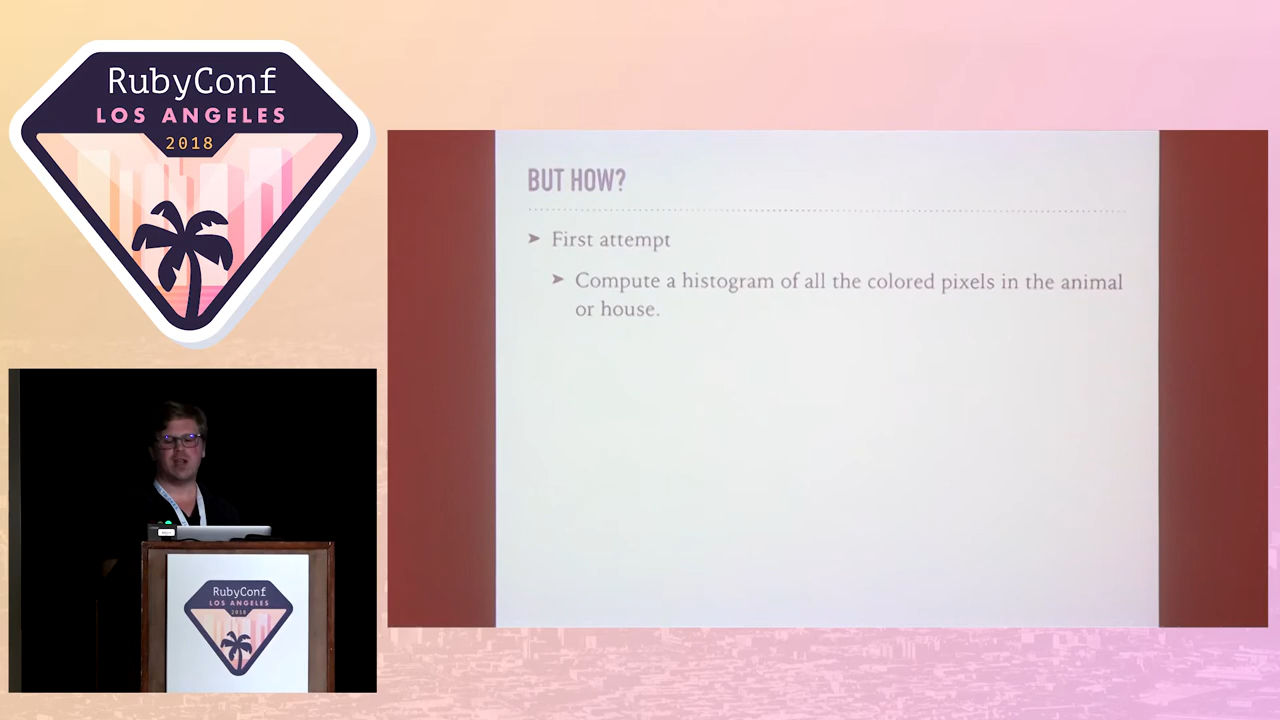 RubyConf
LOS ANGELES
2018
BUT HOW?
➤ First attempt
➤ Compute a histogram of all the colored pixels in the animal
or house.
RubyConf
LOS ANGELES
2018